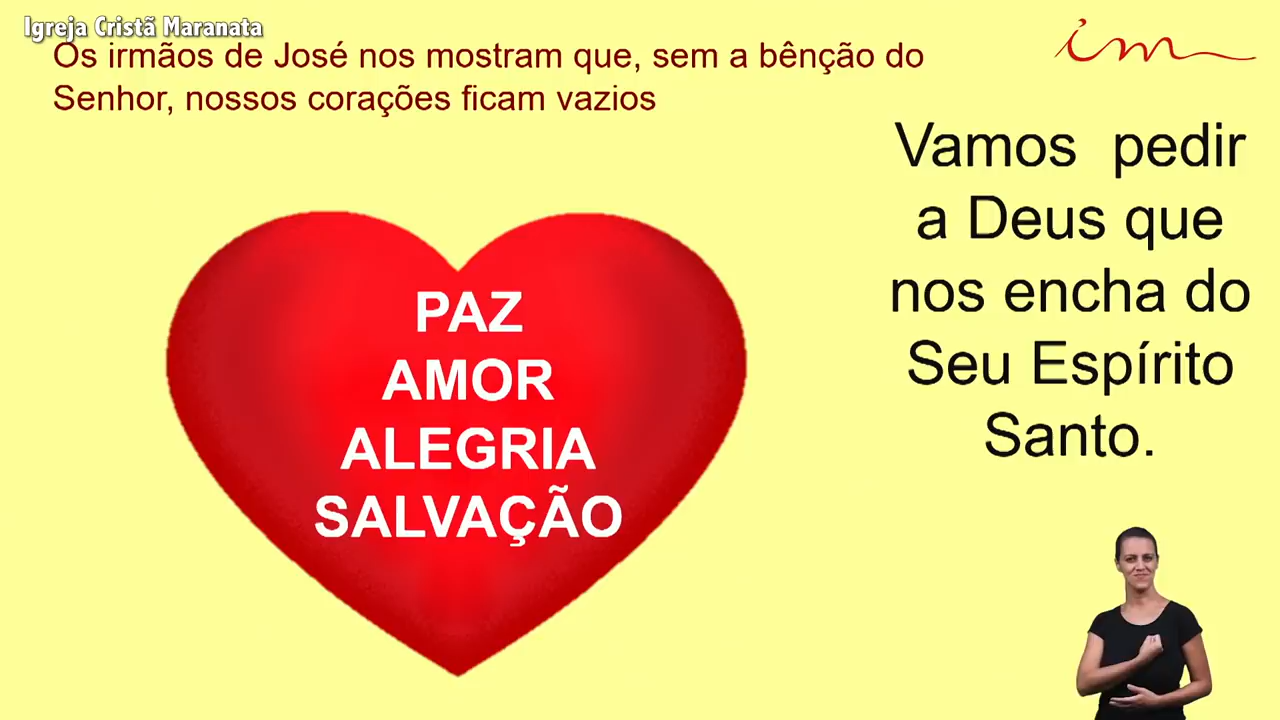 Igreja Cristã Maranata
Os irmãos de José nos mostram que, sem a bênção do
Senhor, nossos corações ficam vazios
im
Vamos pedir
a Deus que
nos encha do
Seu Espírito
Santo.
PAZ
AMOR
ALEGRIA
SALVAÇÃO